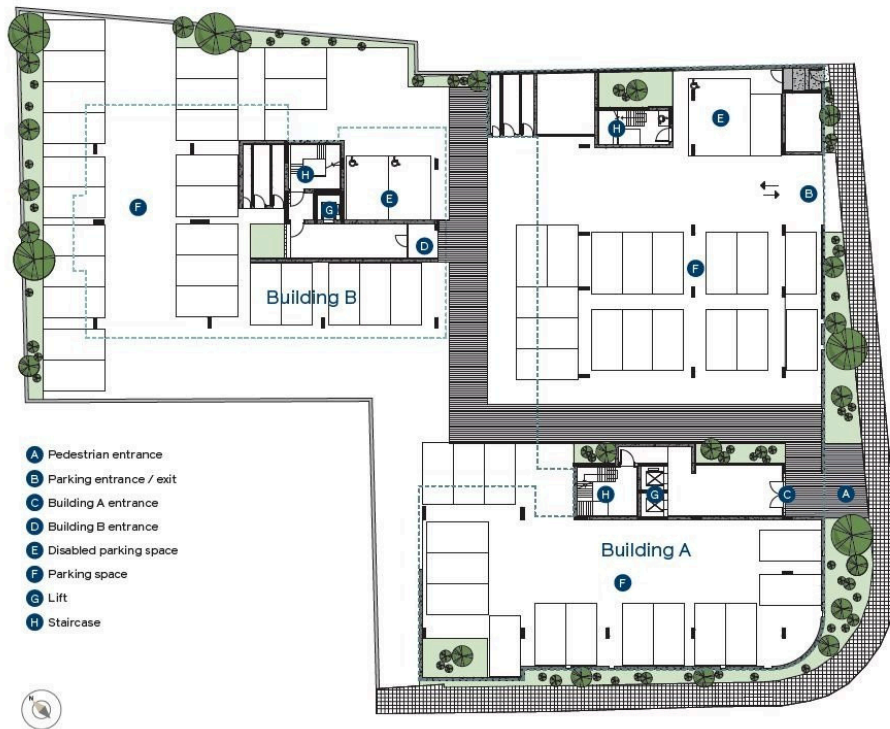 E
H
B
H
F
E
G
D
F
Building B
A Pedestrian entrance
B Parking entrance / exit
C Building A entrance
D Building B entrance
E Disabled parking space
F Parking space
G Lift
H Staircase
H
G
C
A
Building A
F
N